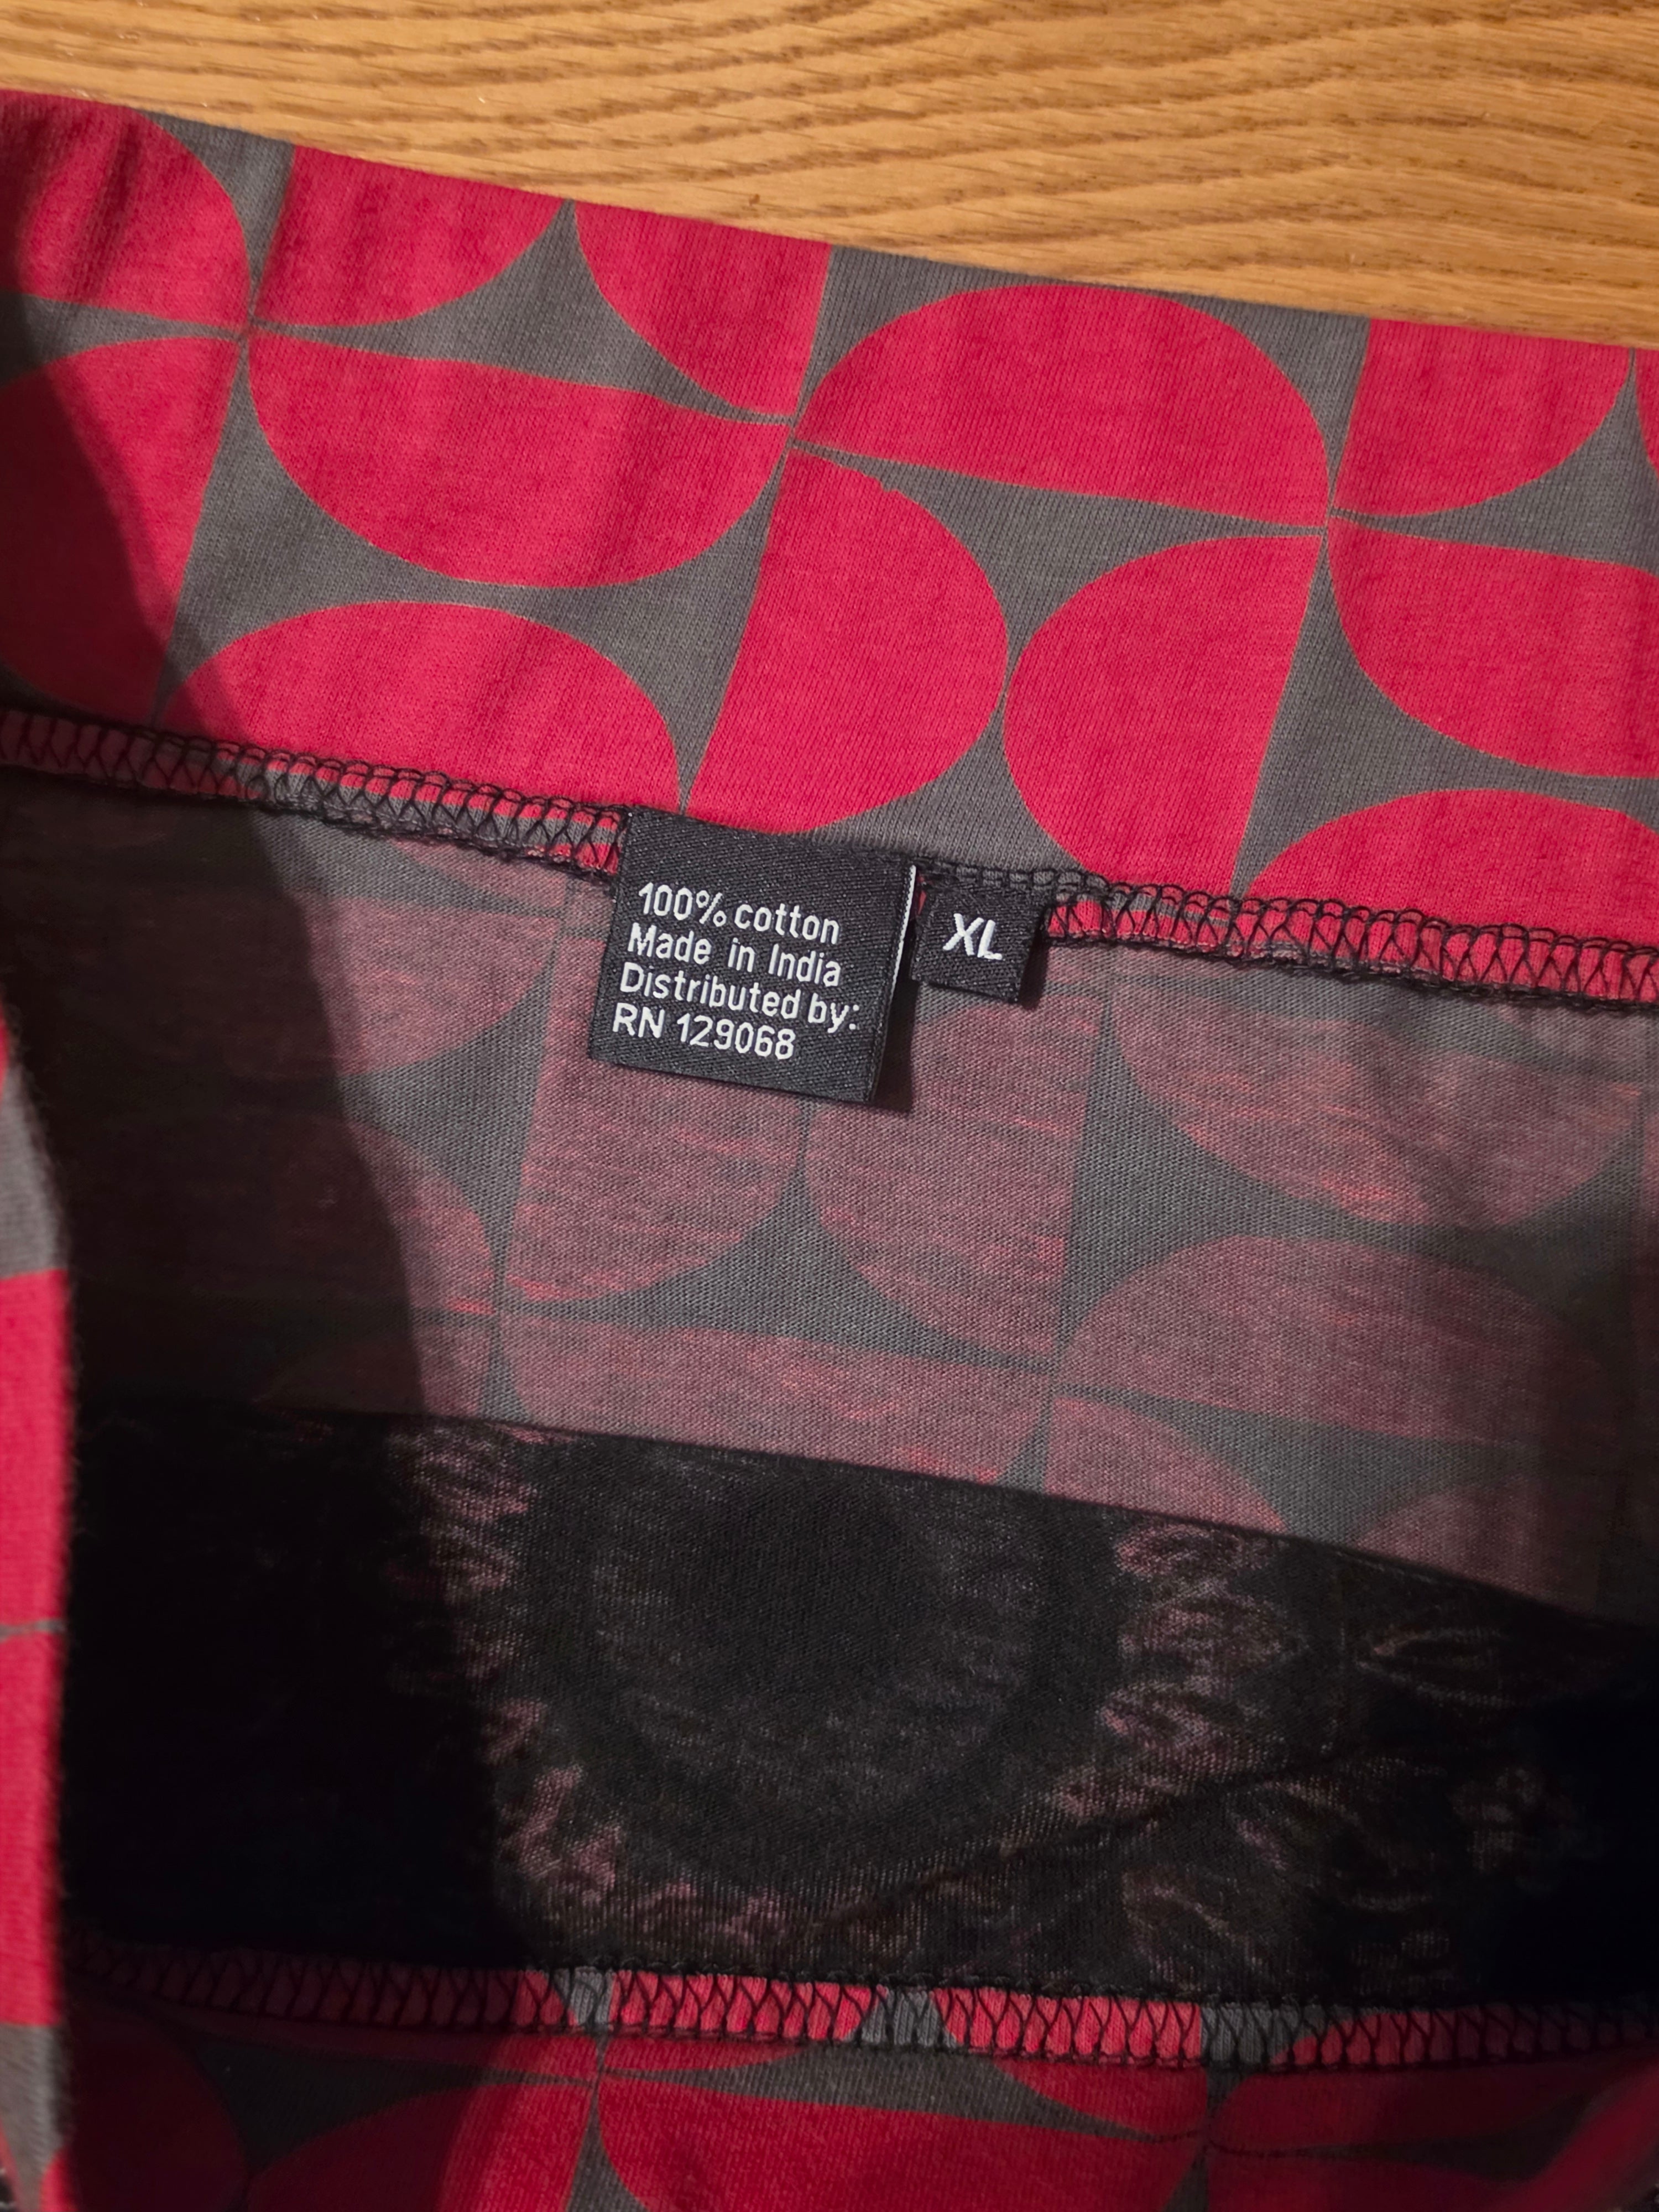 100% cotton
Made in India
Distributed by:
RN 129068
XL